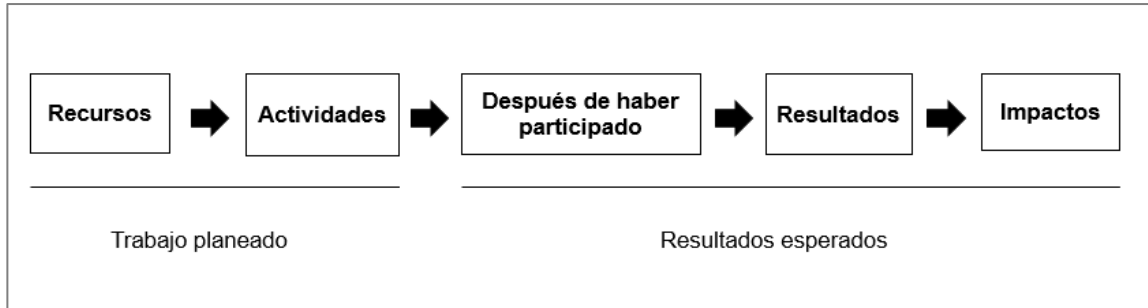 Recursos
Actividades
Después de haber
participado
Resultados
Impactos
Trabajo planeado
Resultados esperados